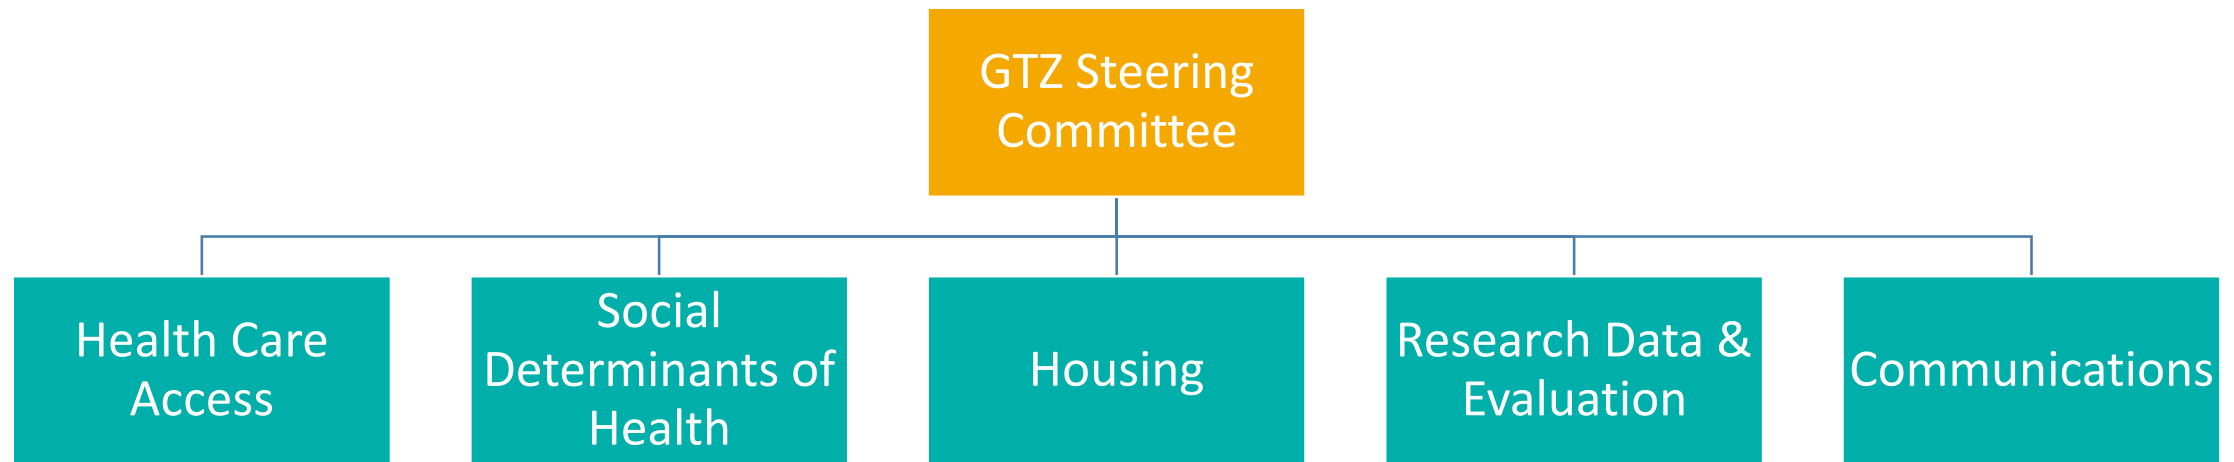 GTZ Steering
Committee
Health Care
Access
Social
Determinants of
Health
Housing
Research Data &
Evaluation
Communications